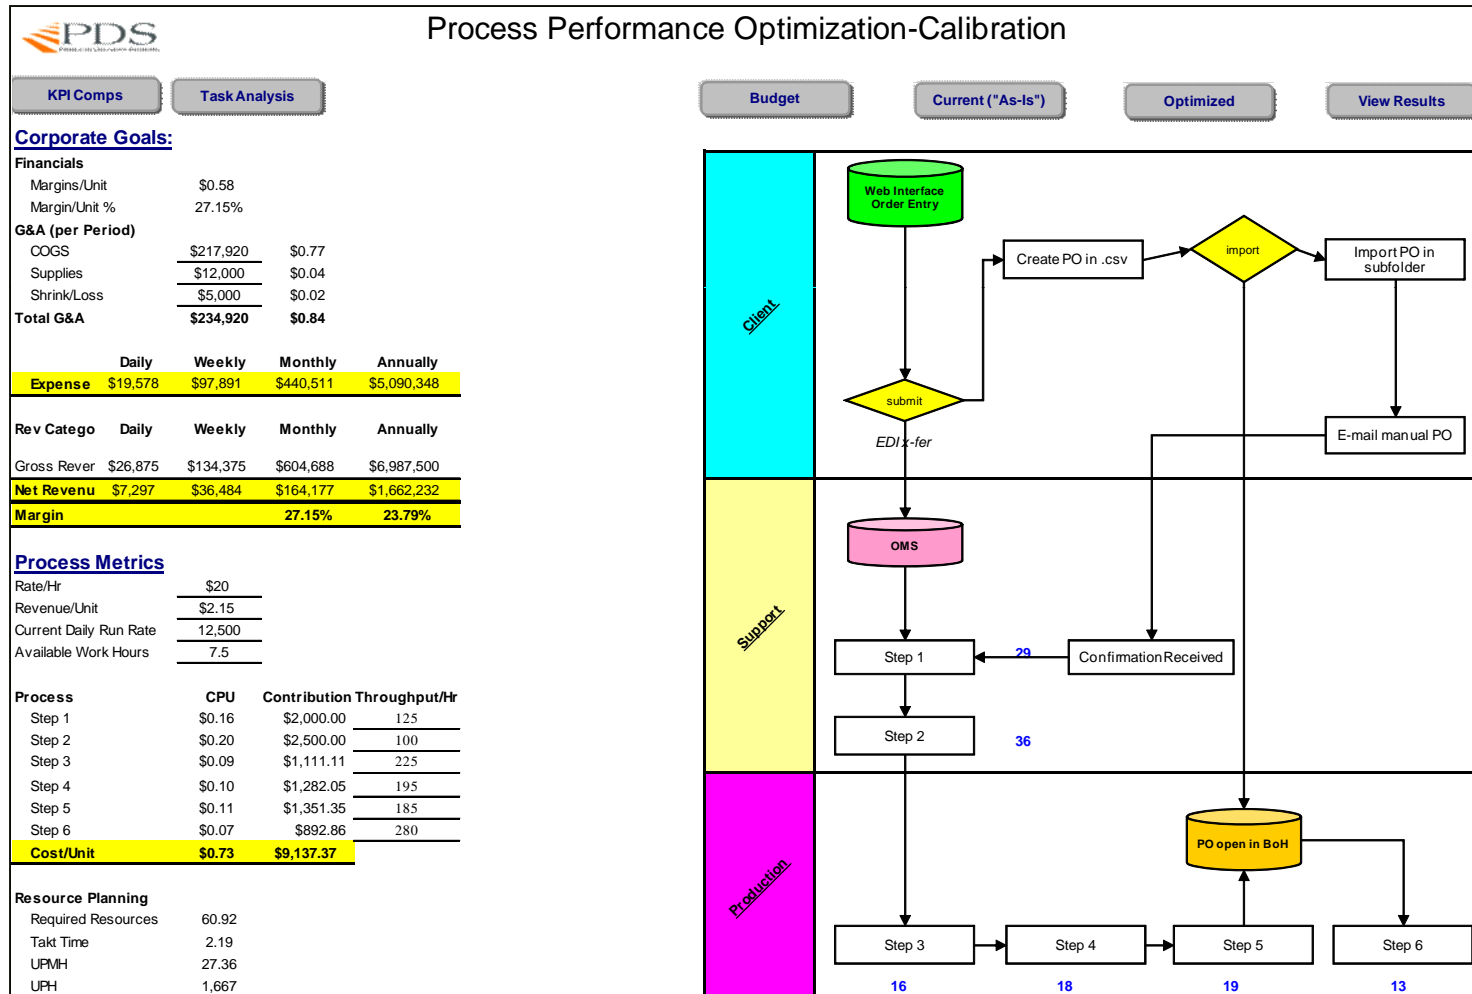 PDS
Process Performance Optimization-Calibration
KPI Comps
Task Analysis
Budget
Current ("As-Is")
Optimized
View Results
Corporate Goals:
Financials
Margins/Unit $0.58
Margin/Unit % 27.15%
G&A (per Period)
COGS $217,920 $0.77
Supplies $12,000 $0.04
Shrink/Loss $5,000 $0.02
Total G&A $234,920 $0.84
Daily Weekly Monthly Annually
Expense $19,578 $97,891 $440,511 $5,090,348
Rev Catego Daily Weekly Monthly Annually
Gross Rever $26,875 $134,375 $604,688 $6,987,500
Net Revenu $7,297 $36,484 $164,177 $1,662,232
Margin 27.15% 23.79%
Process Metrics
Rate/Hr $20
Revenue/Unit $2.15
Current Daily Run Rate 12,500
Available Work Hours 7.5
Process CPU Contribution Throughput/Hr
Step 1 $0.16 $2,000.00 125
Step 2 $0.20 $2,500.00 100
Step 3 $0.09 $1,111.11 225
Step 4 $0.10 $1,282.05 195
Step 5 $0.11 $1,351.35 185
Step 6 $0.07 $892.86 280
Cost/Unit $0.73 $9,137.37
Resource Planning
Required Resources 60.92
Takt Time 2.19
UPMH 27.36
UPH 1,667
Client
Web Interface
Order Entry
Create PO in .csv
import
Import PO in
subfolder
submit
EDI x-fer
E-mail manual PO
Support
OMS
Step 1
29
Confirmation Received
Step 2
36
Production
PO open in BoH
Step 3
Step 4
Step 5
Step 6
16
18
19
13